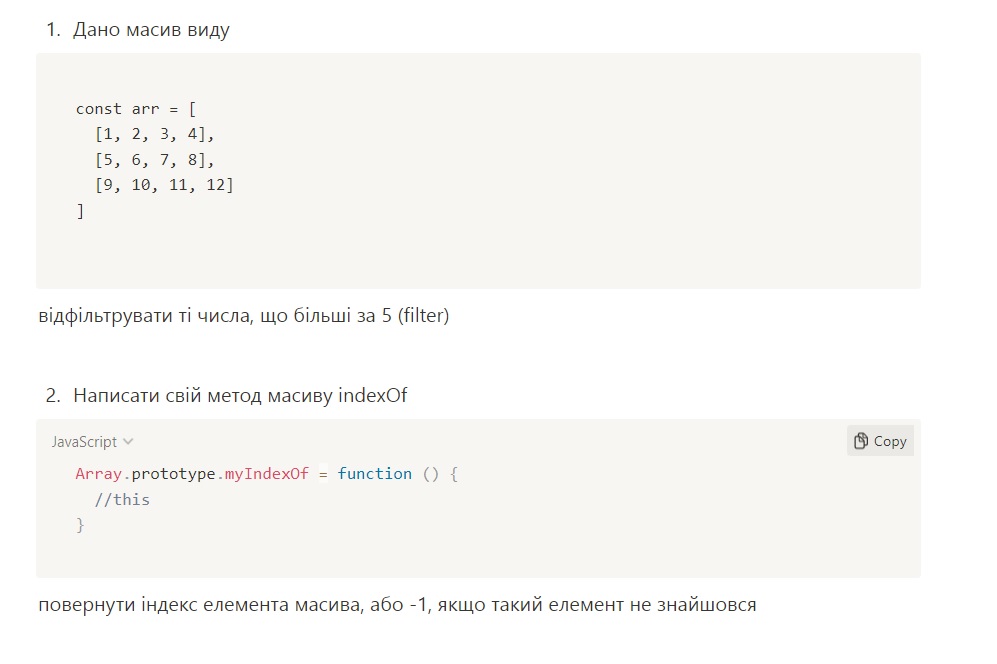 1. Дано масив виду
const arr = [
  [1, 2, 3, 4],
  [5, 6, 7, 8],
  [9, 10, 11, 12]
]
відфільтрувати ті числа, що більші за 5 (filter)
2. Написати свій метод масиву indexOf
JavaScript
Copy
Array.prototype.myIndexOf = function () {
  //this
}
повернути індекс елемента масива, або -1, якщо такий елемент не знайшовся